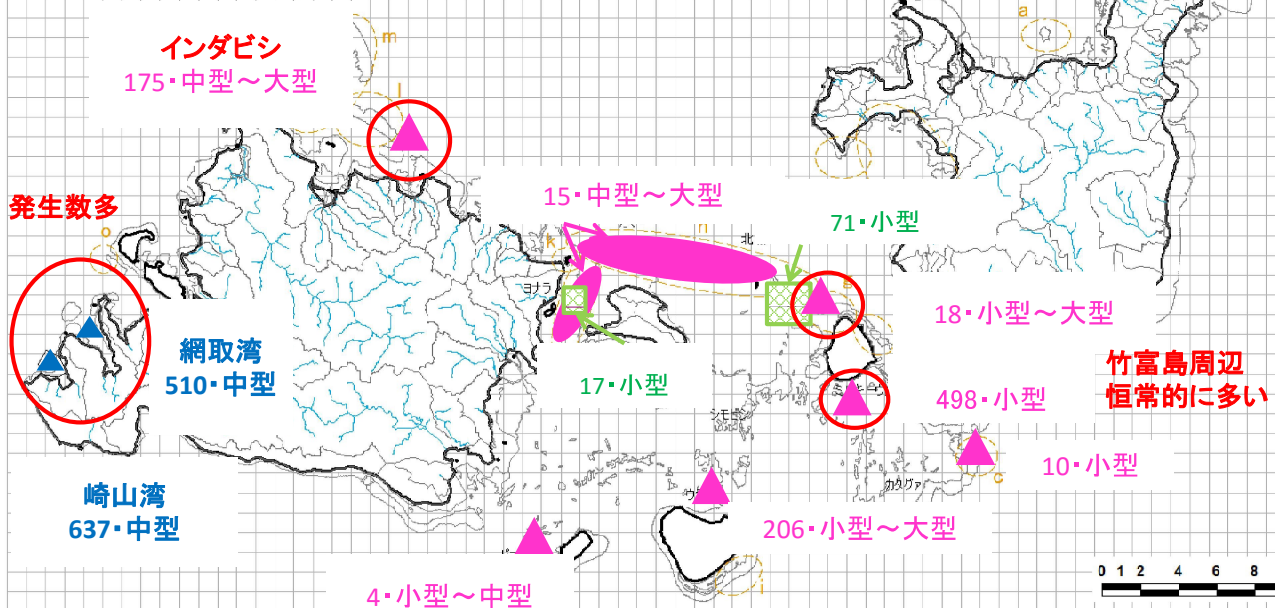 a
m
インダビシ
175・中型～大型
l
15・中型～大型
71・小型
発生数多
o
k
n
北
ヨナラ
18・小型～大型
網取湾
510・中型
竹富島周辺
恒常的に多い
17・小型
498・小型
シモビシ
10・小型
c
カタグァ
崎山湾
637・中型
206・小型～大型
i
4・小型～中型
0 1 2 4 6 8